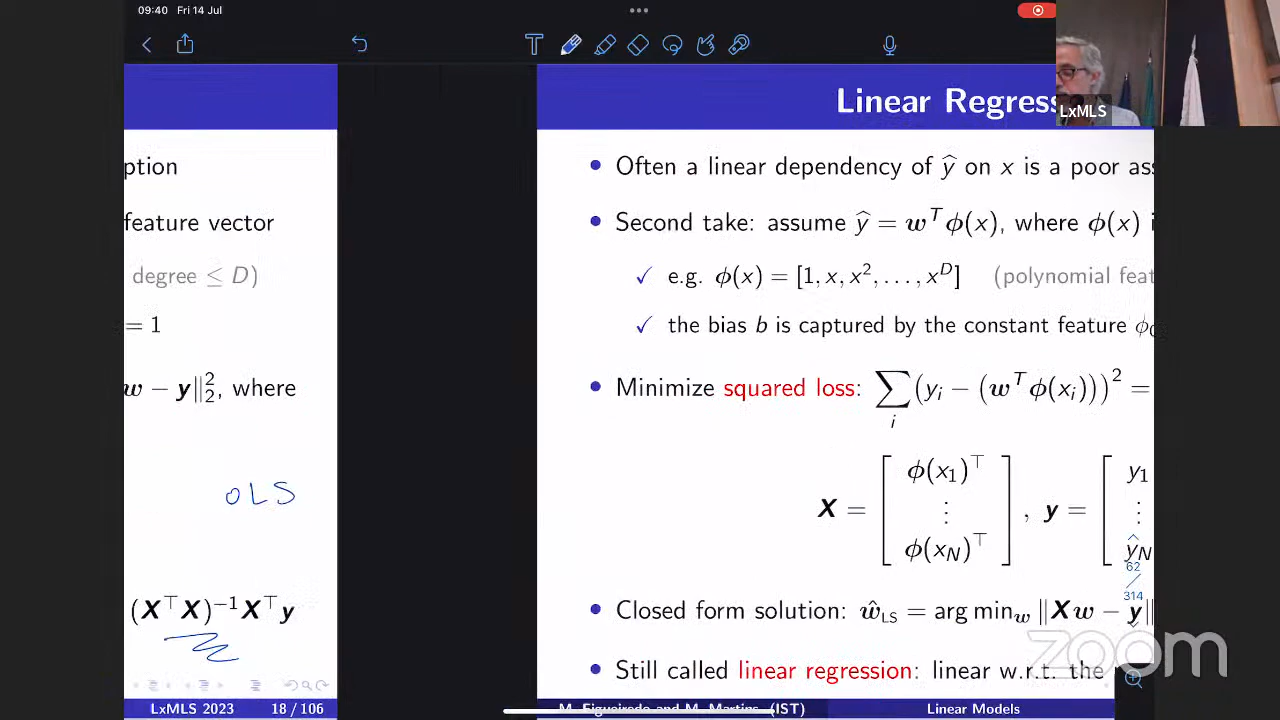 09:40 Fri 14 Jul
LxMLS
ption
feature vector
degree ≤ D)
= 1
w − y‖₂², where
OLS
(X⊤X)⁻¹X⊤y
LxMLS 2023 18 / 106
Linear Regress
• Often a linear dependency of ŷ on x is a poor ass
• Second take: assume ŷ = wᵀϕ(x), where ϕ(x) i
✓ e.g. ϕ(x) = [1, x, x², . . . , x^D] (polynomial feat
✓ the bias b is captured by the constant feature ϕ₀
• Minimize squared loss: ∑ᵢ (yᵢ − (wᵀϕ(xᵢ)))² =
X = [ ϕ(x₁)⊤ ⋮ ϕ(x_N)⊤ ] , y = [ y₁ ⋮ y_N
62 / 314
• Closed form solution: ŵ_LS = arg min_w ‖Xw − y‖
• Still called linear regression: linear w.r.t. the
M. Figueiredo and M. Martins (IST) Linear Models
zoom